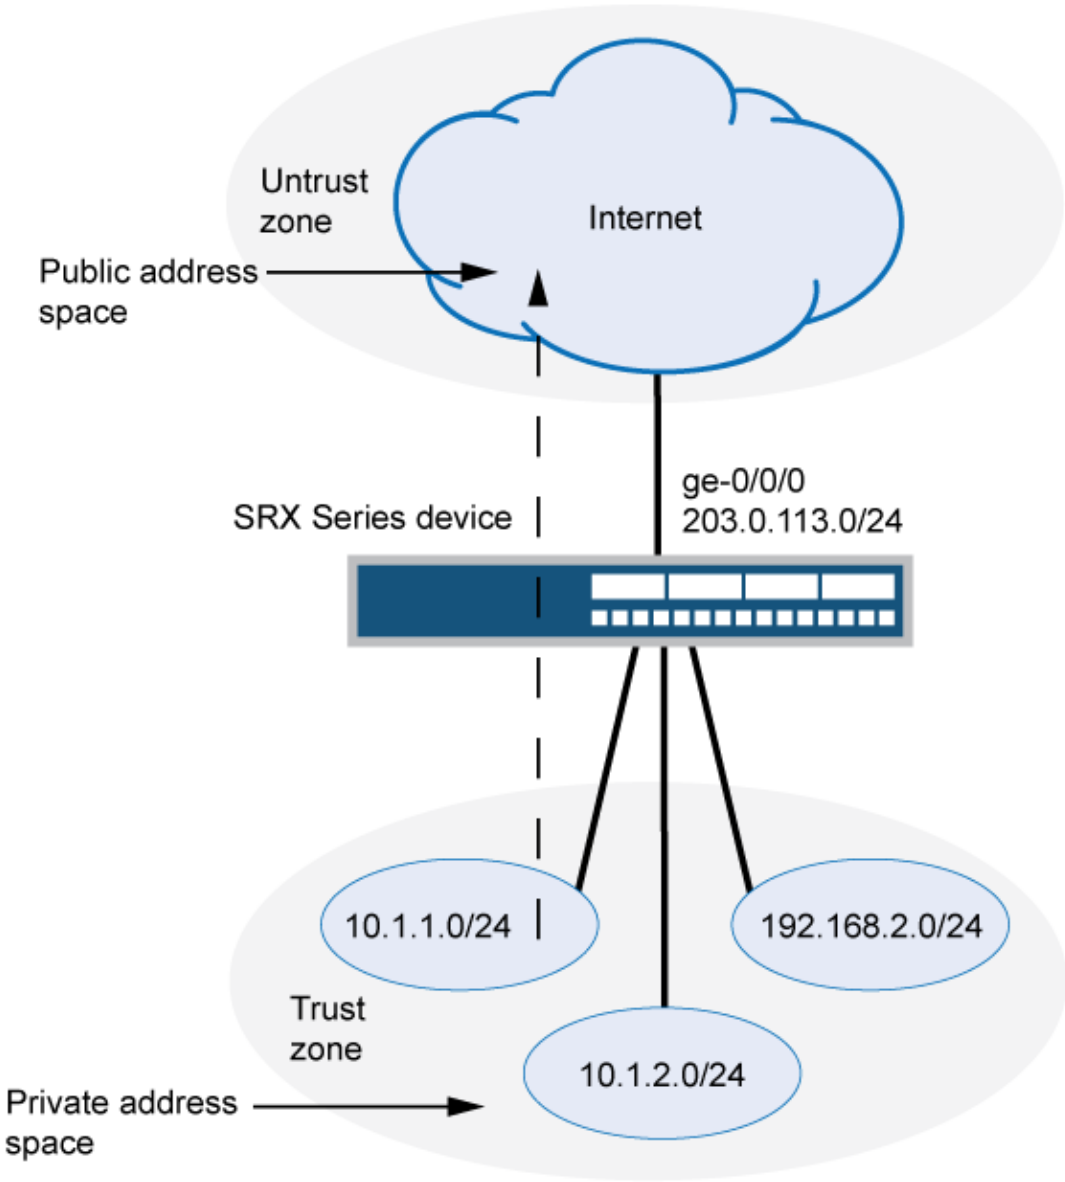 Untrust
zone
Internet
Public address
space
ge-0/0/0
203.0.113.0/24
SRX Series device
10.1.1.0/24
192.168.2.0/24
Trust
zone
10.1.2.0/24
Private address
space